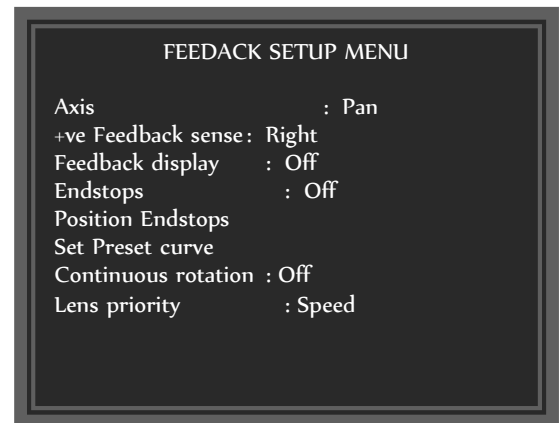 FEEDACK SETUP MENU
Axis : Pan
+ve Feedback sense : Right
Feedback display : Off
Endstops : Off
Position Endstops
Set Preset curve
Continuous rotation : Off
Lens priority : Speed